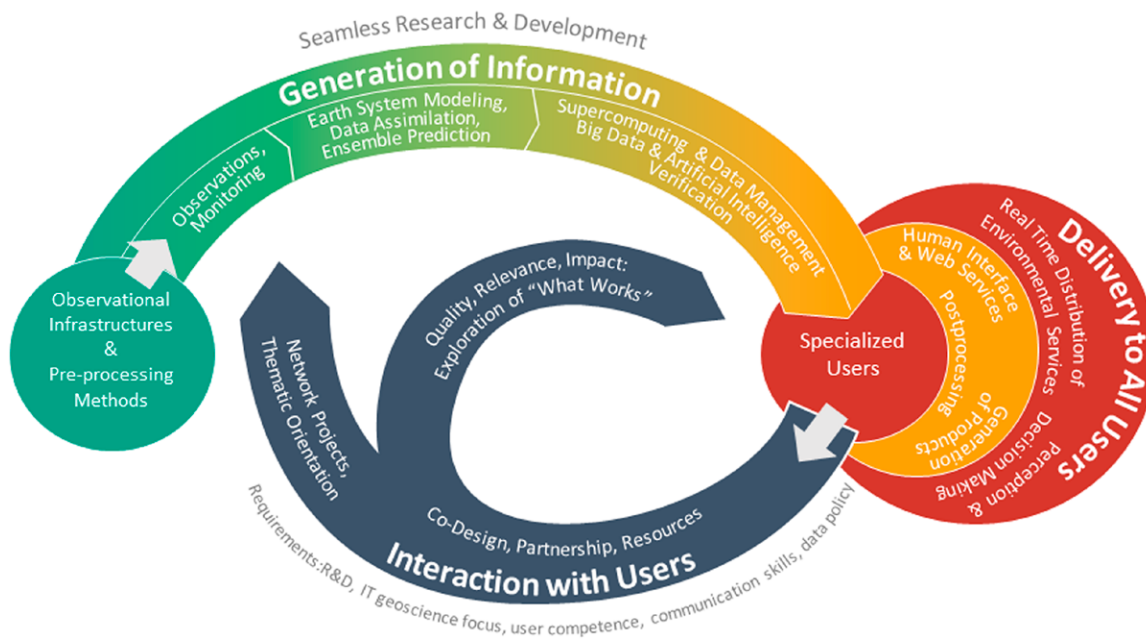 Seamless Research & Development
Generation of Information
Observations,
Monitoring
Earth System Modeling,
Data Assimilation,
Ensemble Prediction
Supercomputing & Data Management
Big Data & Artificial Intelligence
Verification
Observational
Infrastructures
&
Pre-processing
Methods
Quality, Relevance, Impact:
Exploration of “What Works”
Network Projects,
Thematic Orientation
Co-Design, Partnership, Resources
Interaction with Users
Requirements:R&D, IT geoscience focus, user competence, communication skills, data policy
Specialized
Users
Human Interface
& Web Services
Postprocessing
Generation
of Products
Real Time Distribution of
Environmental Services
Perception &
Decision Making
Delivery to All Users